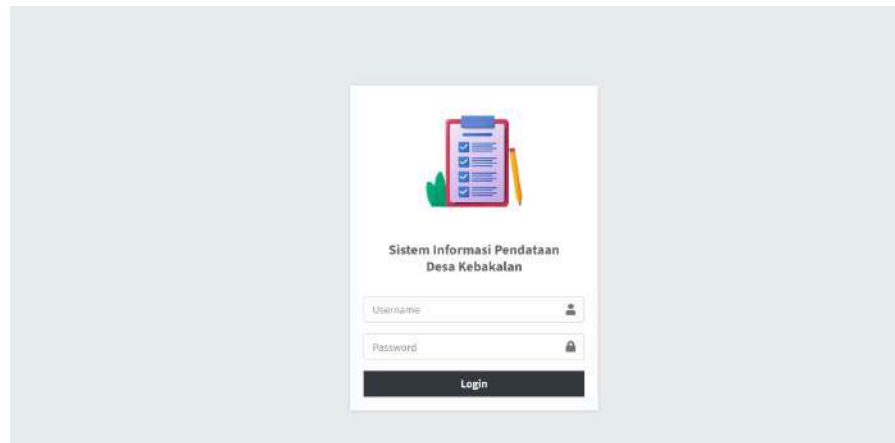 Sistem Informasi Pendataan
Desa Kebakalan
Username
Password
Login